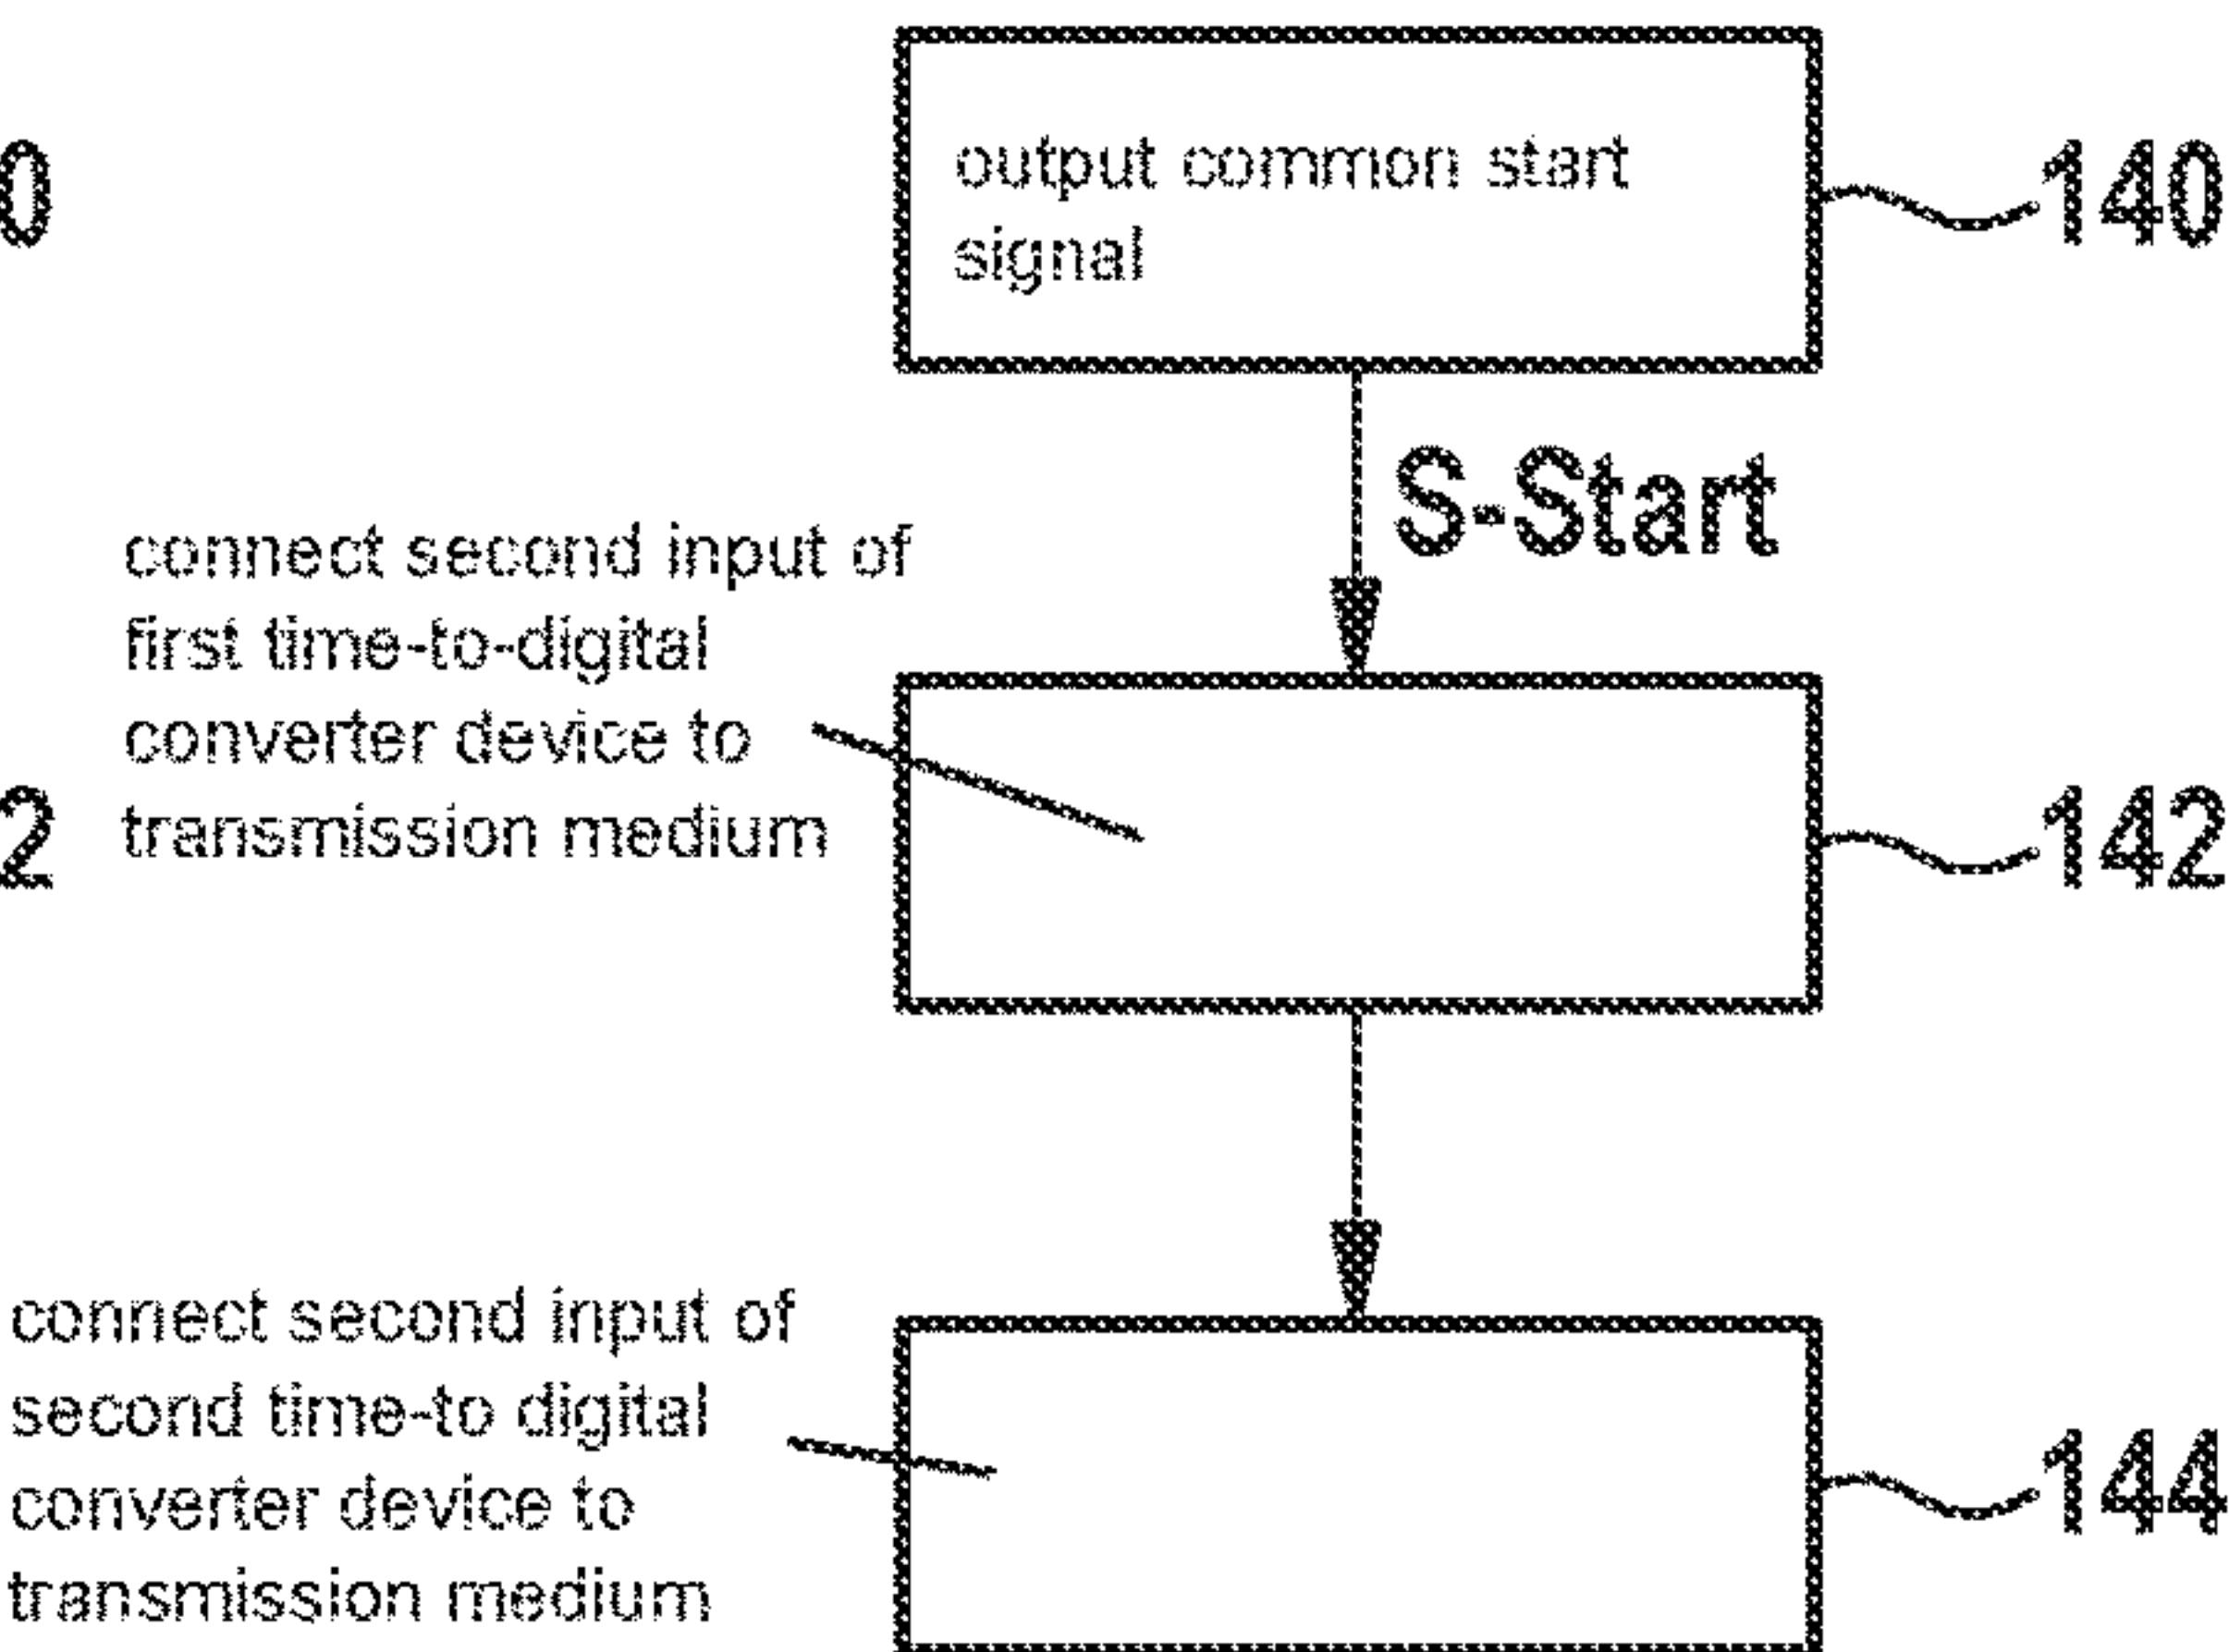 0
output common start
signal
140
S-Start
connect second input of
first time-to-digital
converter device to
transmission medium
2
142
connect second input of
second time-to digital
converter device to
transmission medium
144